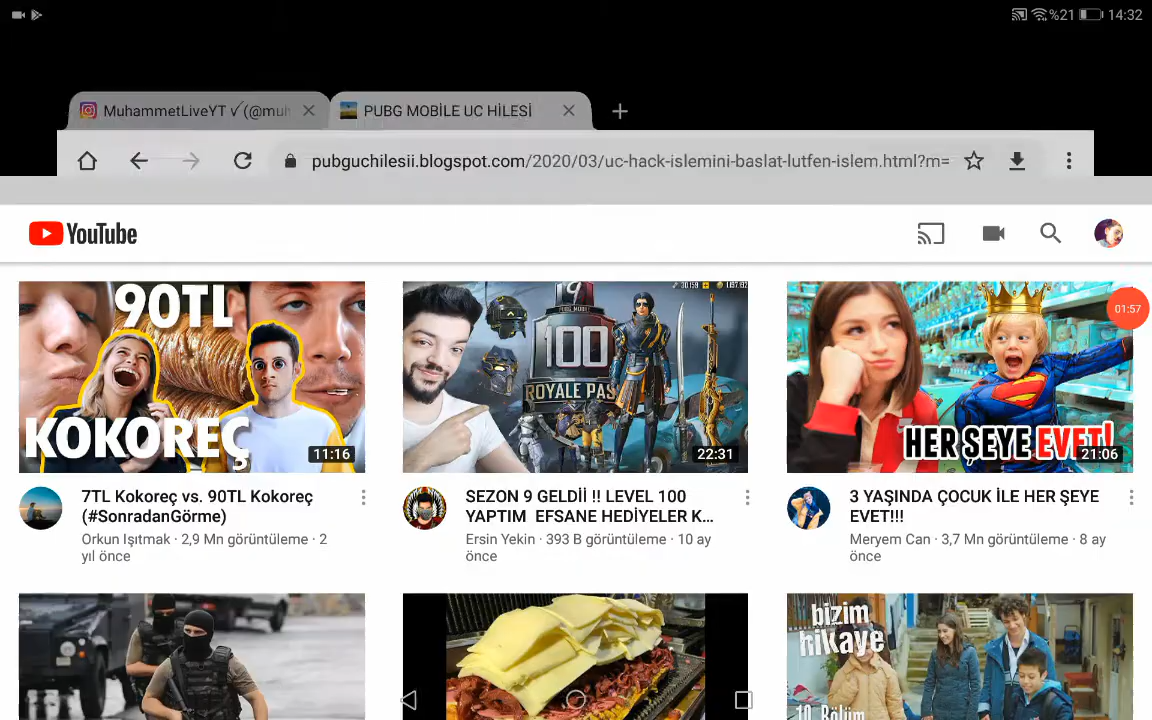 %21 14:32
MuhammetLiveYT ✓(@muh
PUBG MOBİLE UC HİLESİ
pubguchilesii.blogspot.com/2020/03/uc-hack-islemini-baslat-lutfen-islem.html?m=
YouTube
90TL
KOKOREÇ
11:16
7TL Kokoreç vs. 90TL Kokoreç
(#SonradanGörme)
Orkun Işıtmak · 2,9 Mn görüntüleme · 2
yıl önce
9
100
ROYALE PAS
22:31
SEZON 9 GELDİİ !! LEVEL 100
YAPTIM EFSANE HEDİYELER K...
Ersin Yekin · 393 B görüntüleme · 10 ay
önce
01:57
HER ŞEYE EVET!
21:06
3 YAŞINDA ÇOCUK İLE HER ŞEYE
EVET!!!
Meryem Can · 3,7 Mn görüntüleme · 8 ay
önce
bizim
hikaye
10. Bölüm